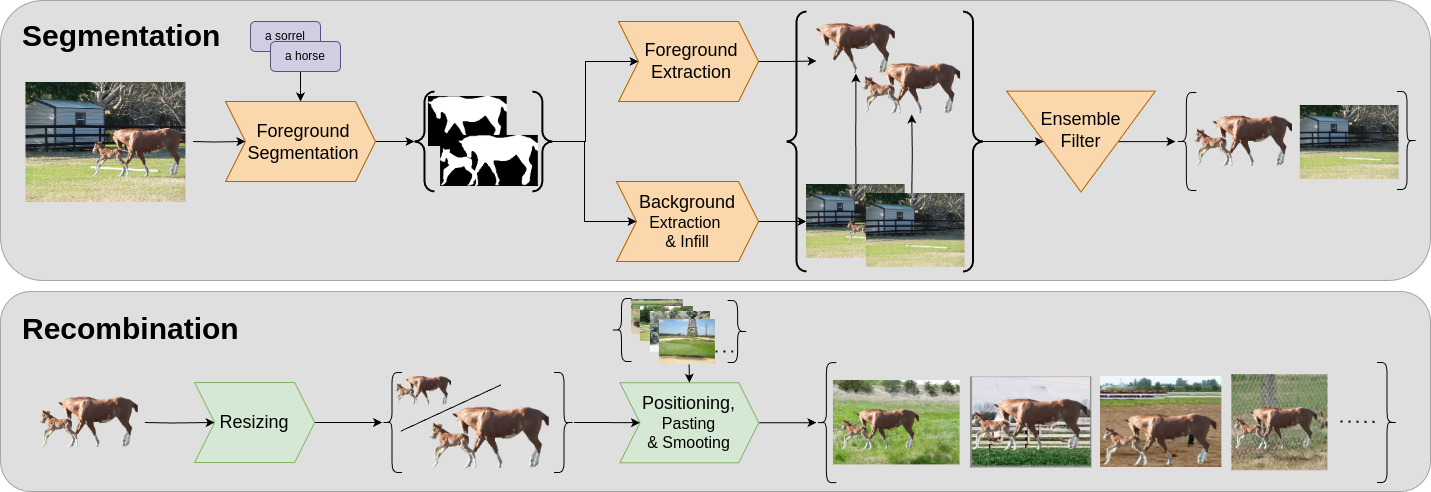 Segmentation
a sorrel
a horse
Foreground
Segmentation
Foreground
Extraction
Background
Extraction
& Infill
Ensemble
Filter
Recombination
Resizing
Positioning,
Pasting
& Smooting
...
.....